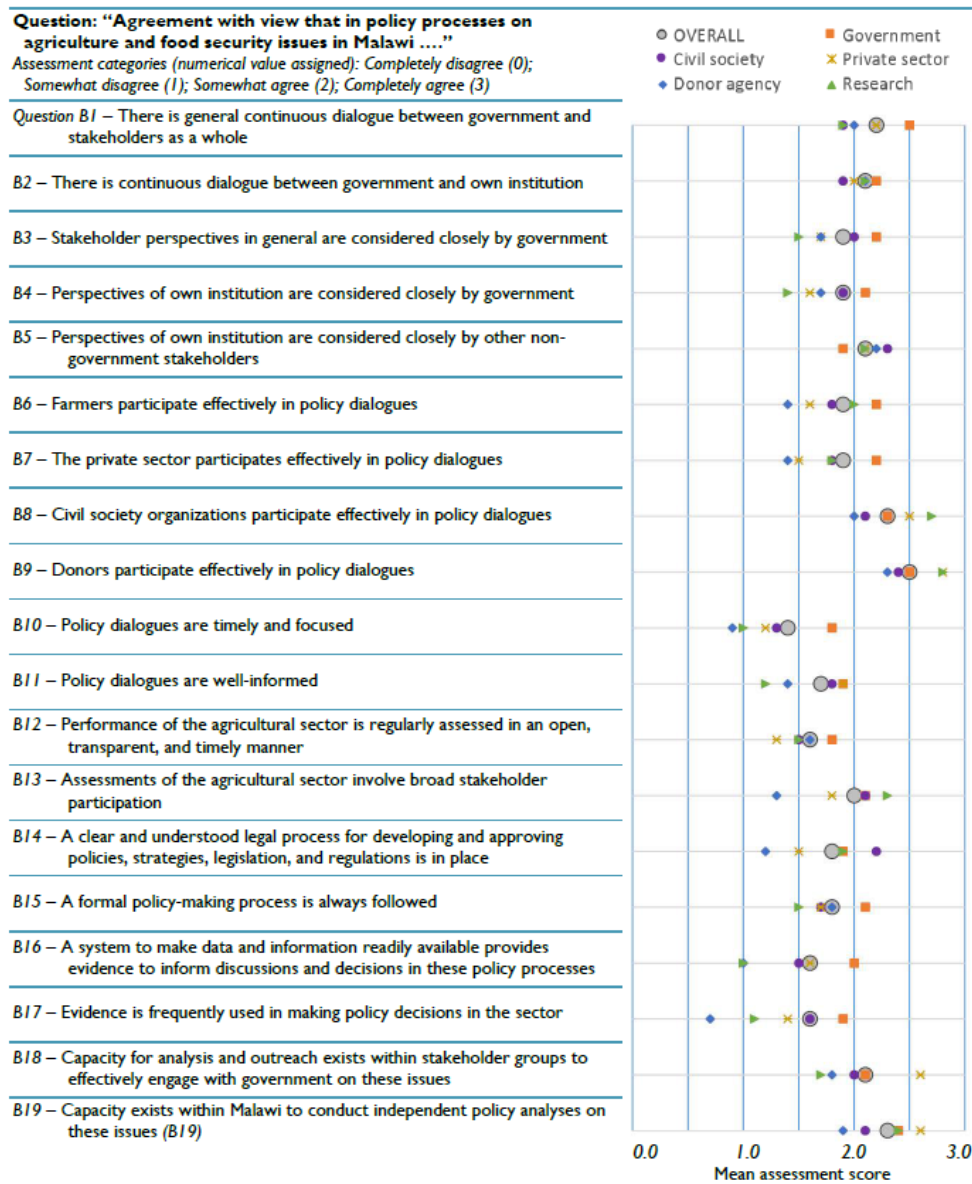 Question: “Agreement with view that in policy processes on
agriculture and food security issues in Malawi ….”
Assessment categories (numerical value assigned): Completely disagree (0);
Somewhat disagree (1); Somewhat agree (2); Completely agree (3)
OVERALL
Government
Civil society
Private sector
Donor agency
Research
Question B1 – There is general continuous dialogue between government and
stakeholders as a whole
B2 – There is continuous dialogue between government and own institution
B3 – Stakeholder perspectives in general are considered closely by government
B4 – Perspectives of own institution are considered closely by government
B5 – Perspectives of own institution are considered closely by other non-
government stakeholders
B6 – Farmers participate effectively in policy dialogues
B7 – The private sector participates effectively in policy dialogues
B8 – Civil society organizations participate effectively in policy dialogues
B9 – Donors participate effectively in policy dialogues
B10 – Policy dialogues are timely and focused
B11 – Policy dialogues are well-informed
B12 – Performance of the agricultural sector is regularly assessed in an open,
transparent, and timely manner
B13 – Assessments of the agricultural sector involve broad stakeholder
participation
B14 – A clear and understood legal process for developing and approving
policies, strategies, legislation, and regulations is in place
B15 – A formal policy-making process is always followed
B16 – A system to make data and information readily available provides
evidence to inform discussions and decisions in these policy processes
B17 – Evidence is frequently used in making policy decisions in the sector
B18 – Capacity for analysis and outreach exists within stakeholder groups to
effectively engage with government on these issues
B19 – Capacity exists within Malawi to conduct independent policy analyses on
these issues (B19)
0.0 1.0 2.0 3.0
Mean assessment score